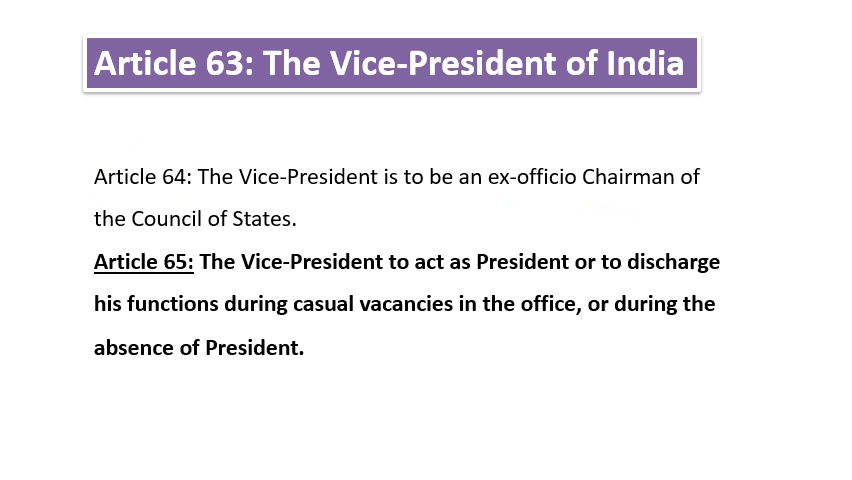 Article 63: The Vice-President of India
Article 64: The Vice-President is to be an ex-officio Chairman of
the Council of States.
Article 65: The Vice-President to act as President or to discharge
his functions during casual vacancies in the office, or during the
absence of President.